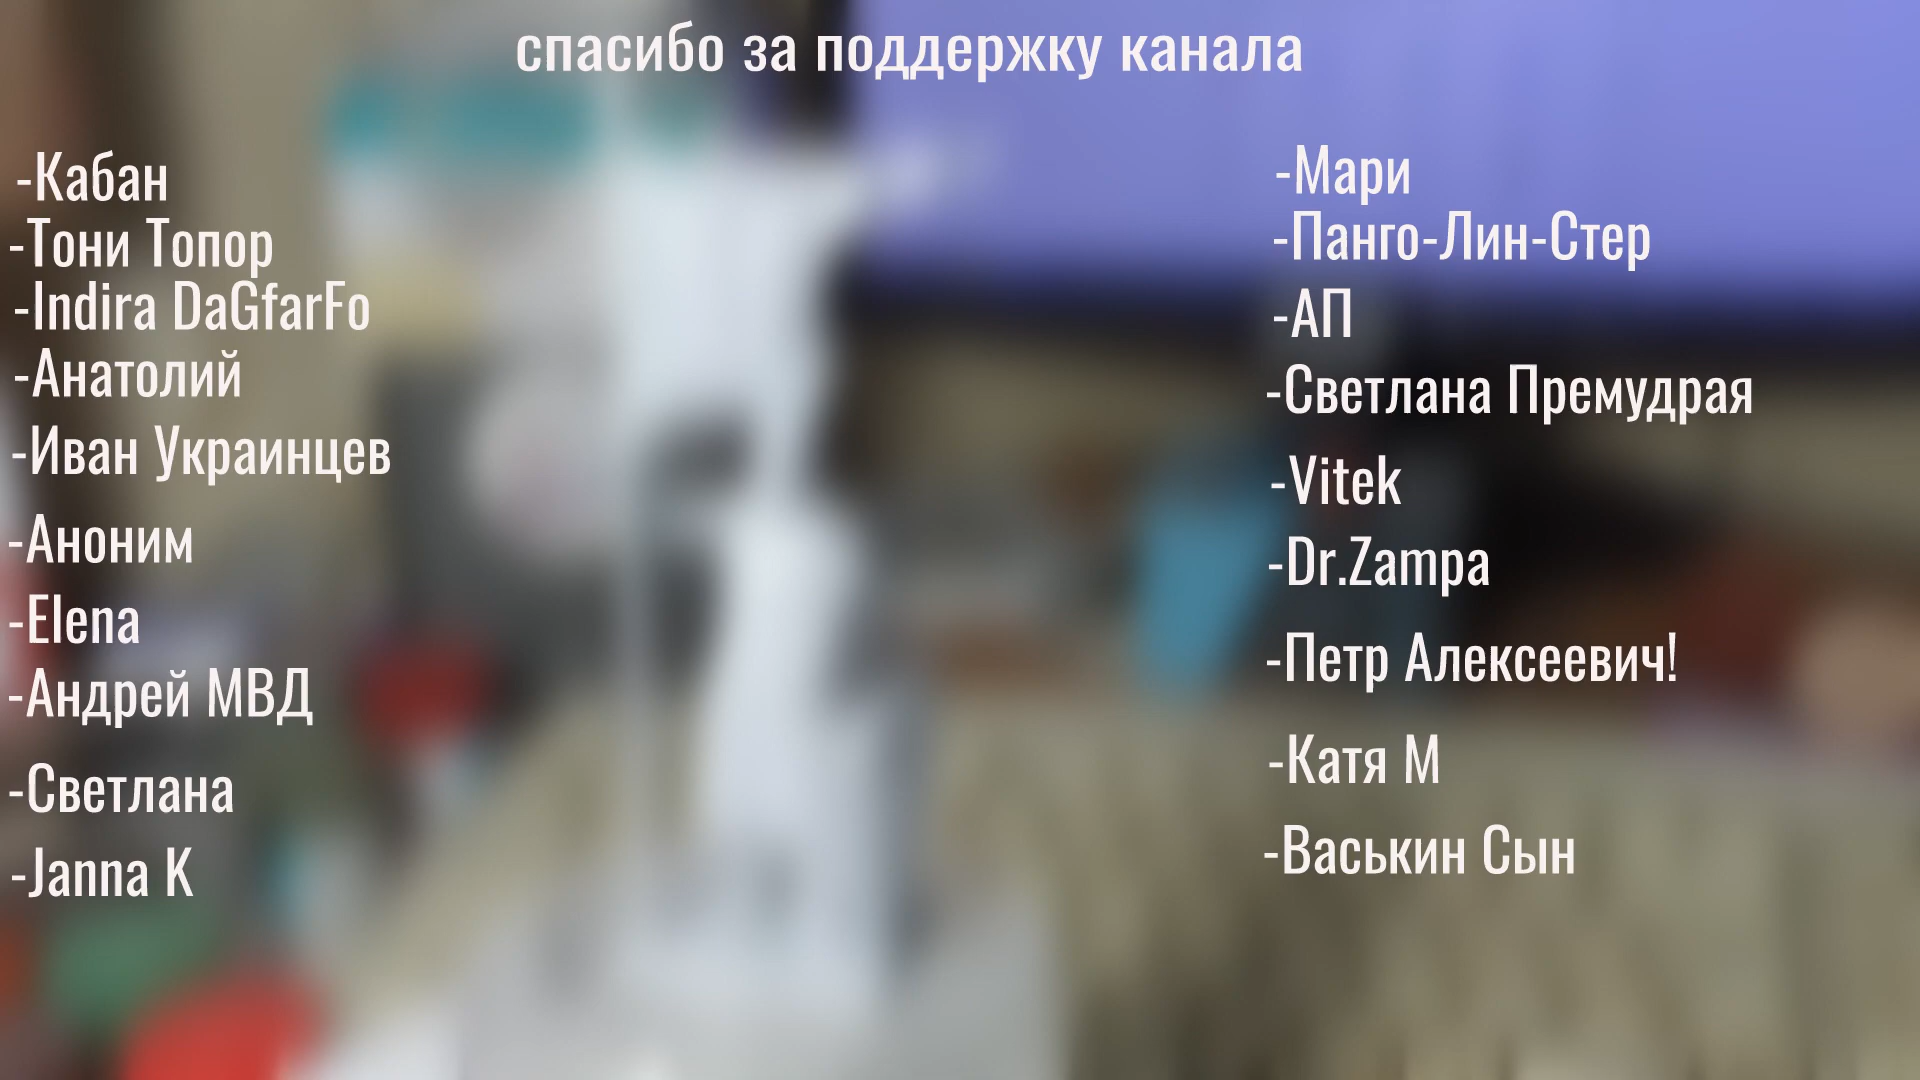 спасибо за поддержку канала
-Кабан
-Тони Топор
-Indira DaGfarFo
-Анатолий
-Иван Украинцев
-Аноним
-Elena
-Андрей МВД
-Светлана
-Janna K
-Мари
-Панго-Лин-Стер
-АП
-Светлана Премудрая
-Vitek
-Dr.Zampa
-Петр Алексеевич!
-Катя М
-Васькин Сын